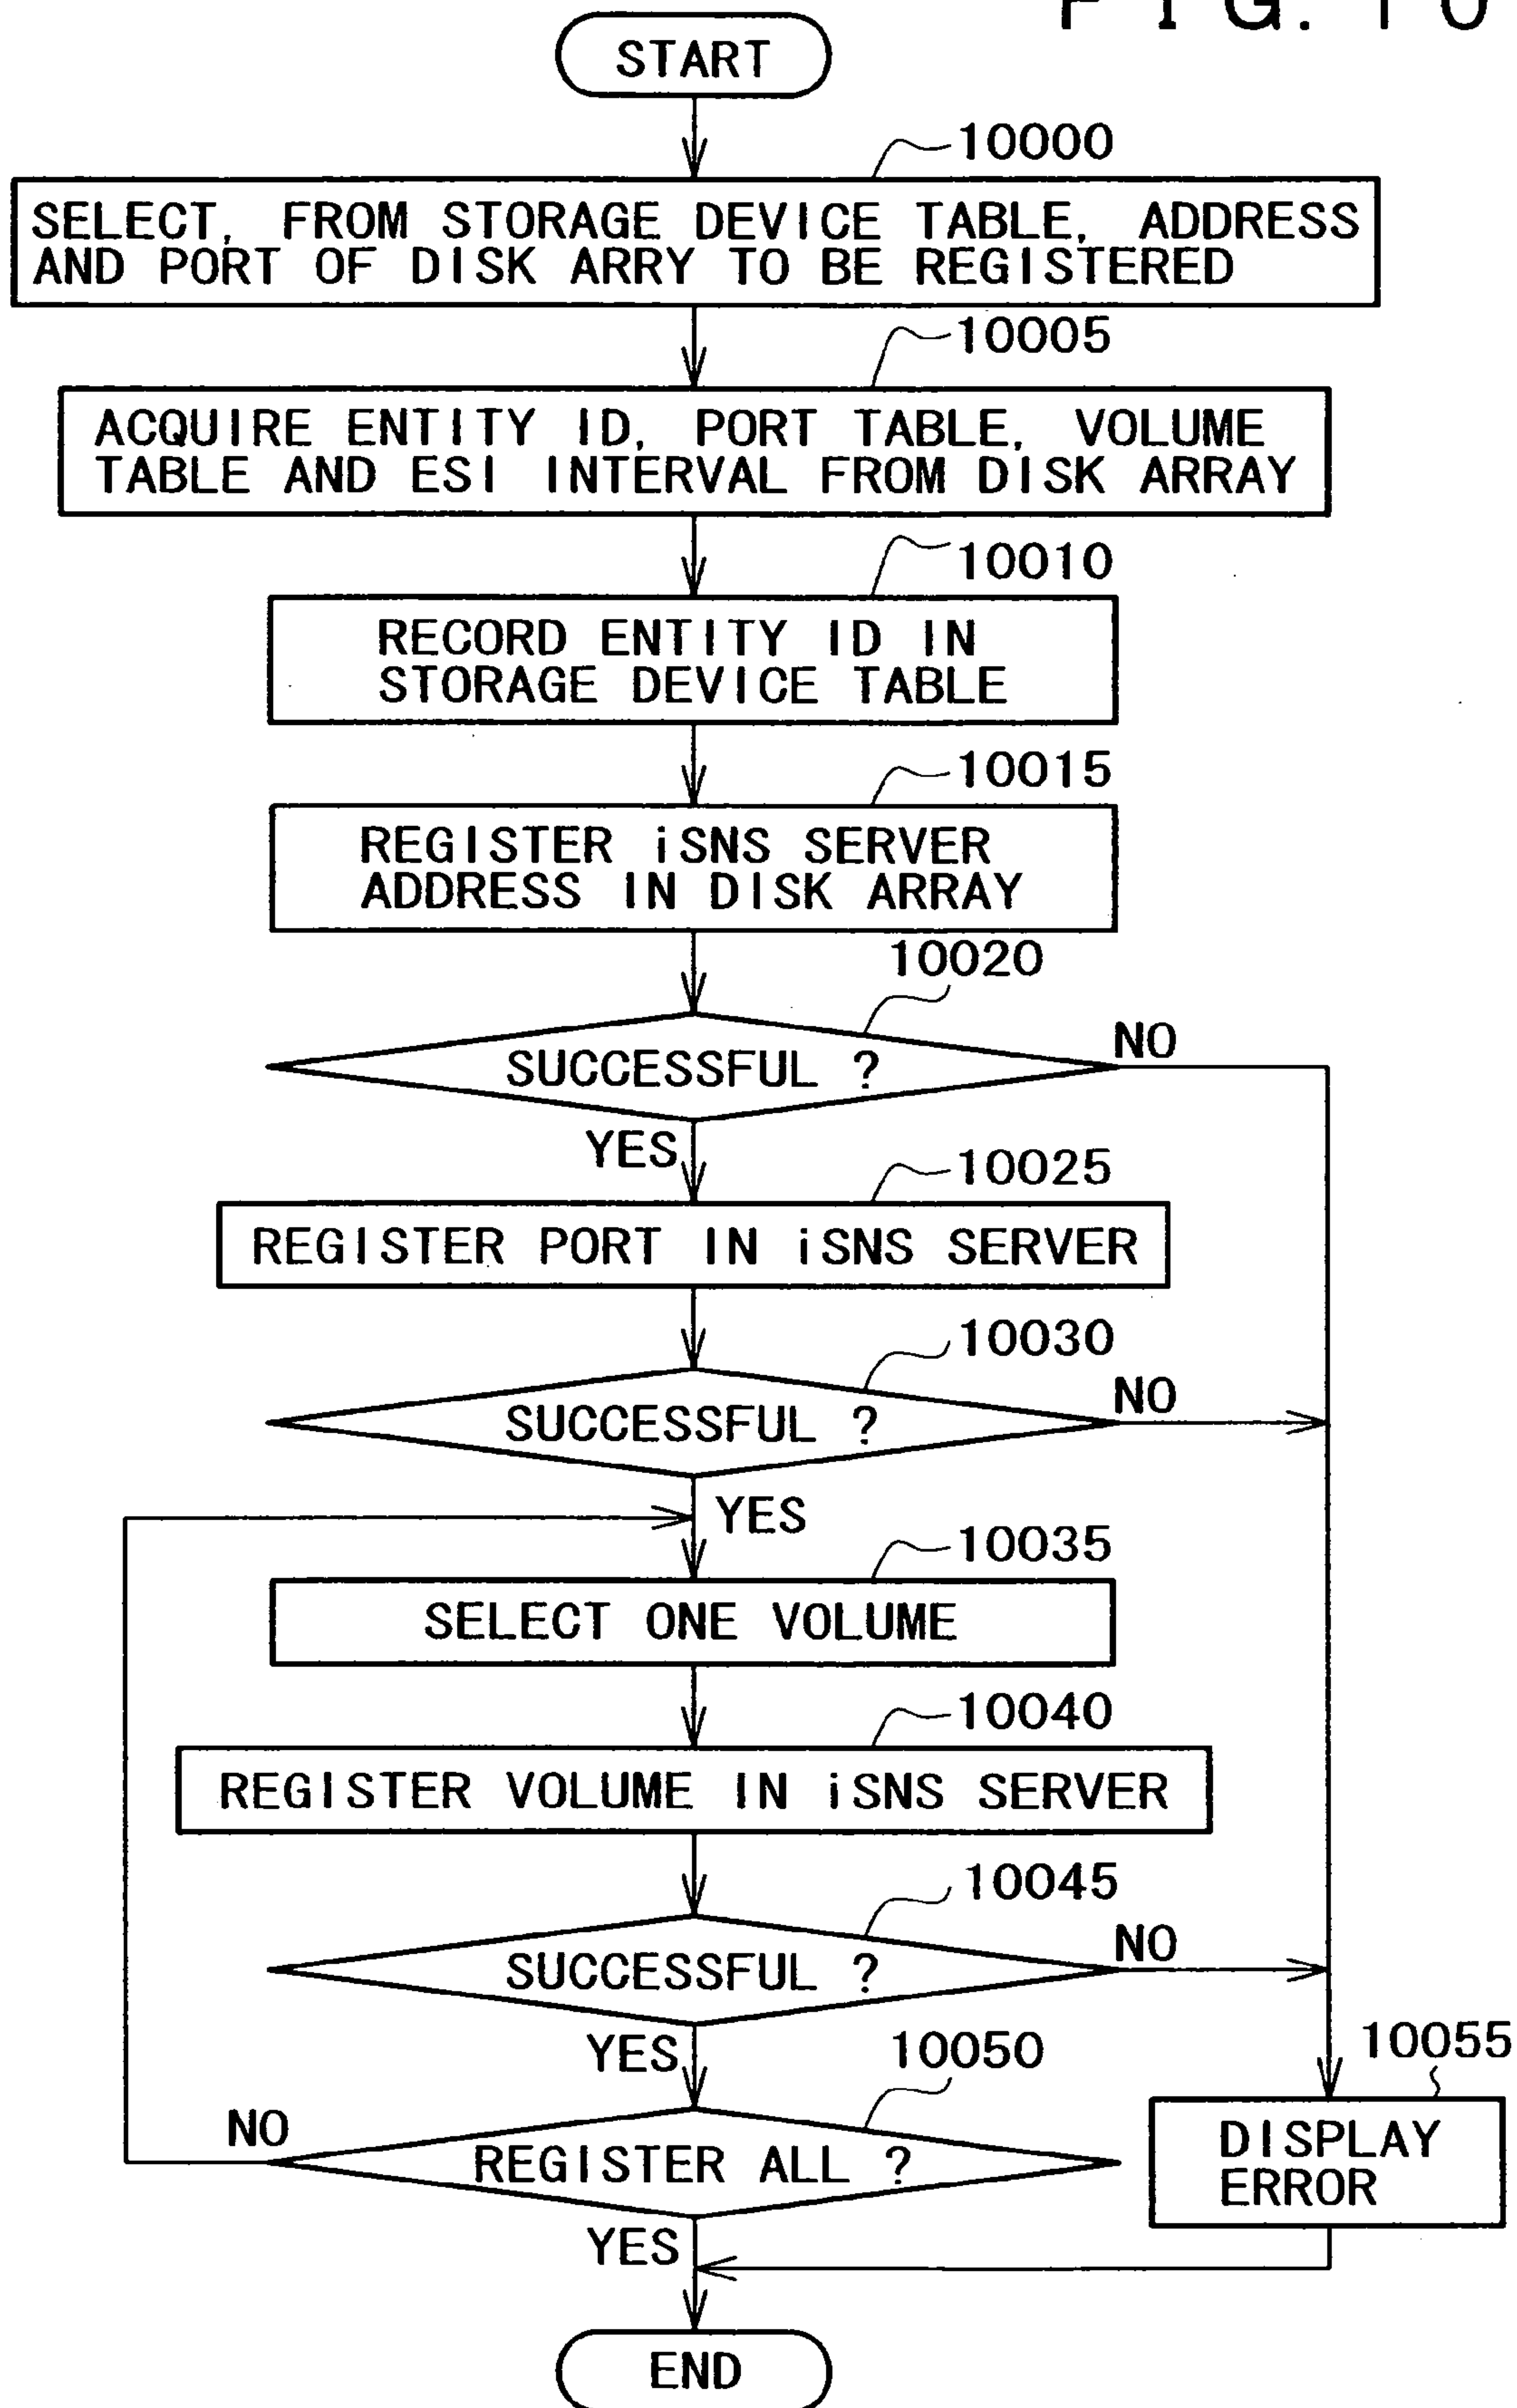 FIG. 10
START
10000
SELECT, FROM STORAGE DEVICE TABLE, ADDRESS
AND PORT OF DISK ARRY TO BE REGISTERED
10005
ACQUIRE ENTITY ID, PORT TABLE, VOLUME
TABLE AND ESI INTERVAL FROM DISK ARRAY
10010
RECORD ENTITY ID IN
STORAGE DEVICE TABLE
10015
REGISTER iSNS SERVER
ADDRESS IN DISK ARRAY
10020
SUCCESSFUL ?
NO
YES
10025
REGISTER PORT IN iSNS SERVER
10030
SUCCESSFUL ?
NO
YES
10035
SELECT ONE VOLUME
10040
REGISTER VOLUME IN iSNS SERVER
10045
SUCCESSFUL ?
NO
YES
10050
REGISTER ALL ?
NO
YES
10055
DISPLAY
ERROR
END